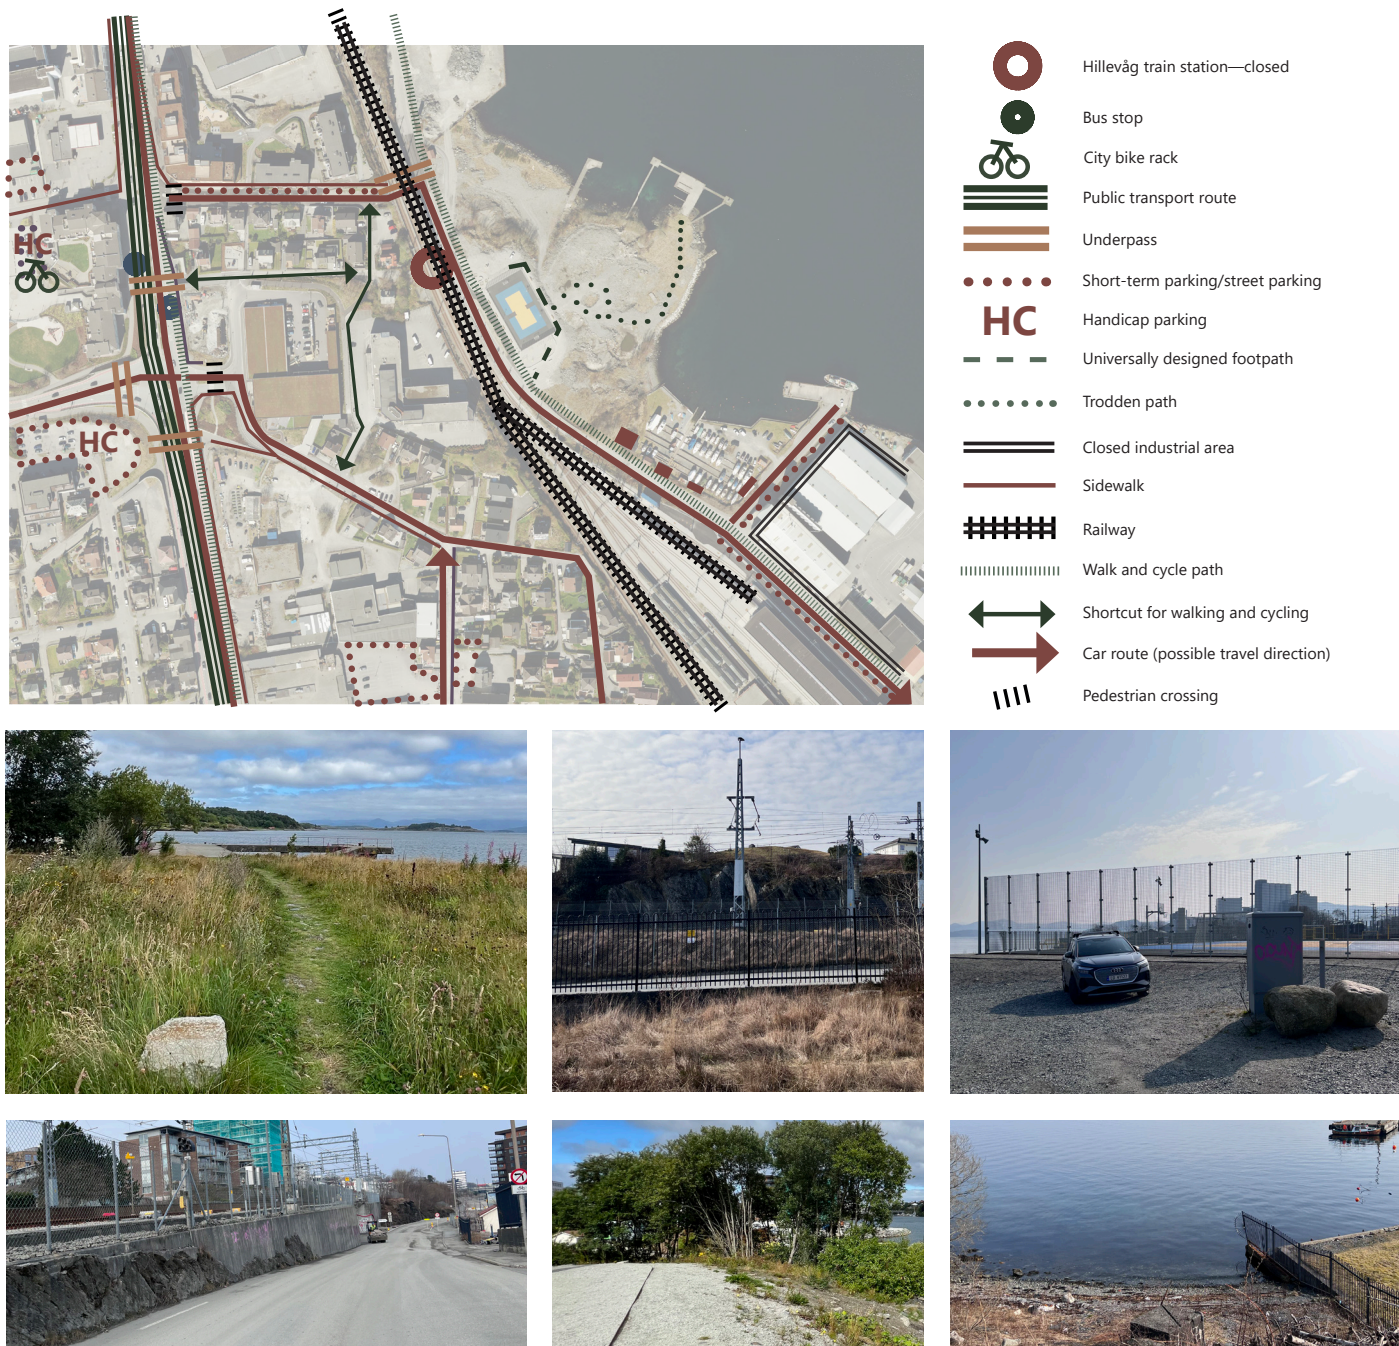 Hillevåg train station—closed
Bus stop
City bike rack
Public transport route
Underpass
Short-term parking/street parking
HC
Handicap parking
Universally designed footpath
Trodden path
Closed industrial area
Sidewalk
Railway
Walk and cycle path
Shortcut for walking and cycling
Car route (possible travel direction)
Pedestrian crossing
HC
HC